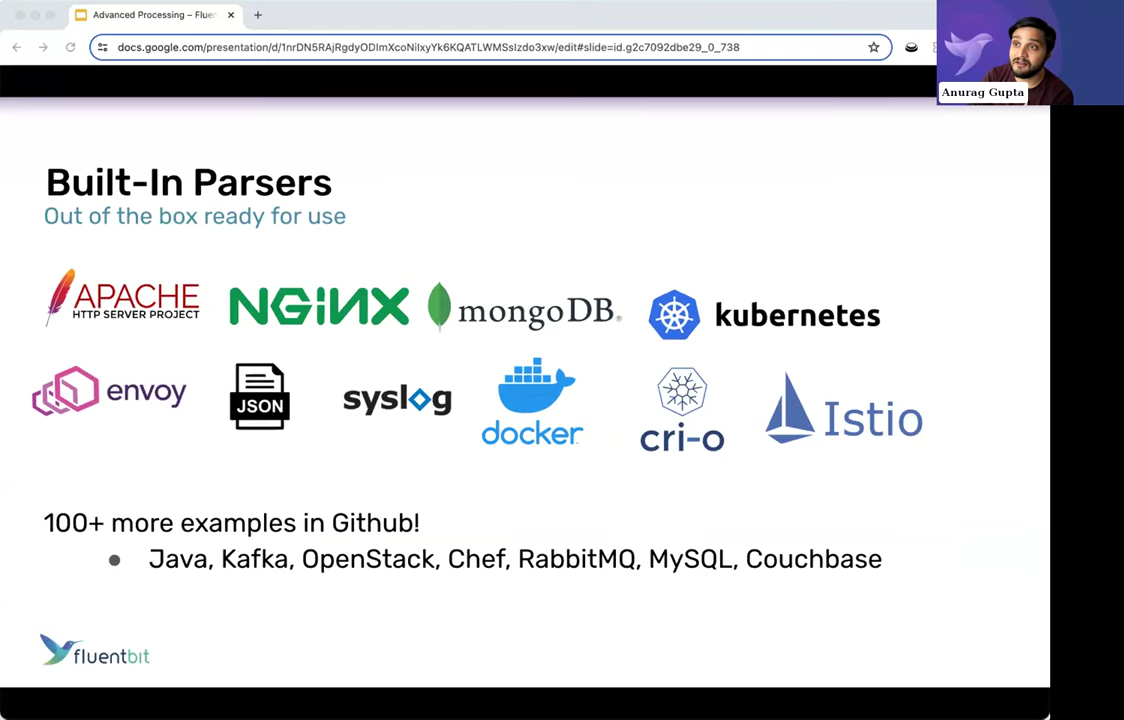 Advanced Processing – Fluen
docs.google.com/presentation/d/1nrDN5RAjRgdyODImXcoNilxyYk6KQATLWMSsIzdo3xw/edit#slide=id.g2c7092dbe29_0_738
Anurag Gupta
Built-In Parsers
Out of the box ready for use
APACHE
HTTP SERVER PROJECT
NGINX
mongoDB®
kubernetes
envoy
JSON
syslog
docker
cri-o
Istio
100+ more examples in Github!
● Java, Kafka, OpenStack, Chef, RabbitMQ, MySQL, Couchbase
fluentbit